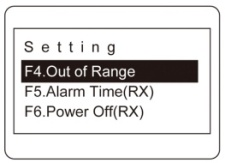 Setting
F4.Out of Range
F5.Alarm Time(RX)
F6.Power Off(RX)